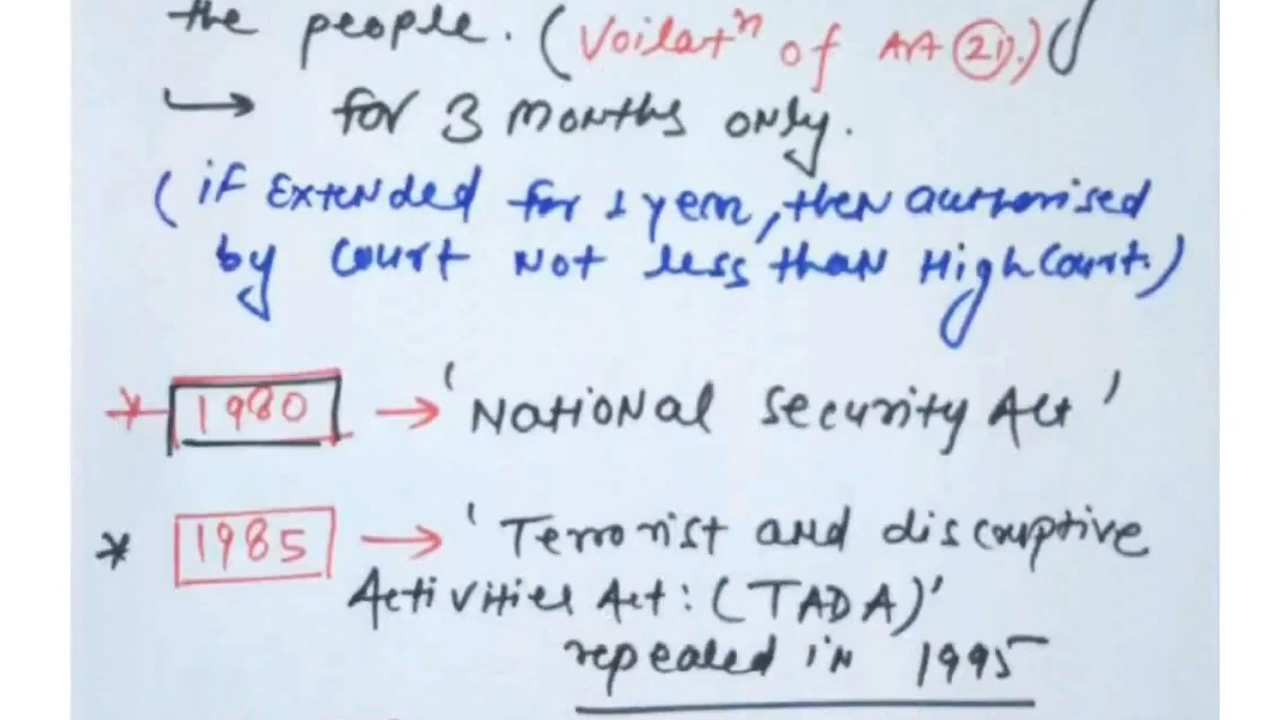 the people. (Voilatⁿ of Art 21.)
→ for 3 months only.
(if Extended for 1 year, then authorised
by court not less than High Court.)
* 1980 → 'National Security Act'
* 1985 → 'Terrorist and discruptive
Activities Act: (TADA)'
repealed in 1995